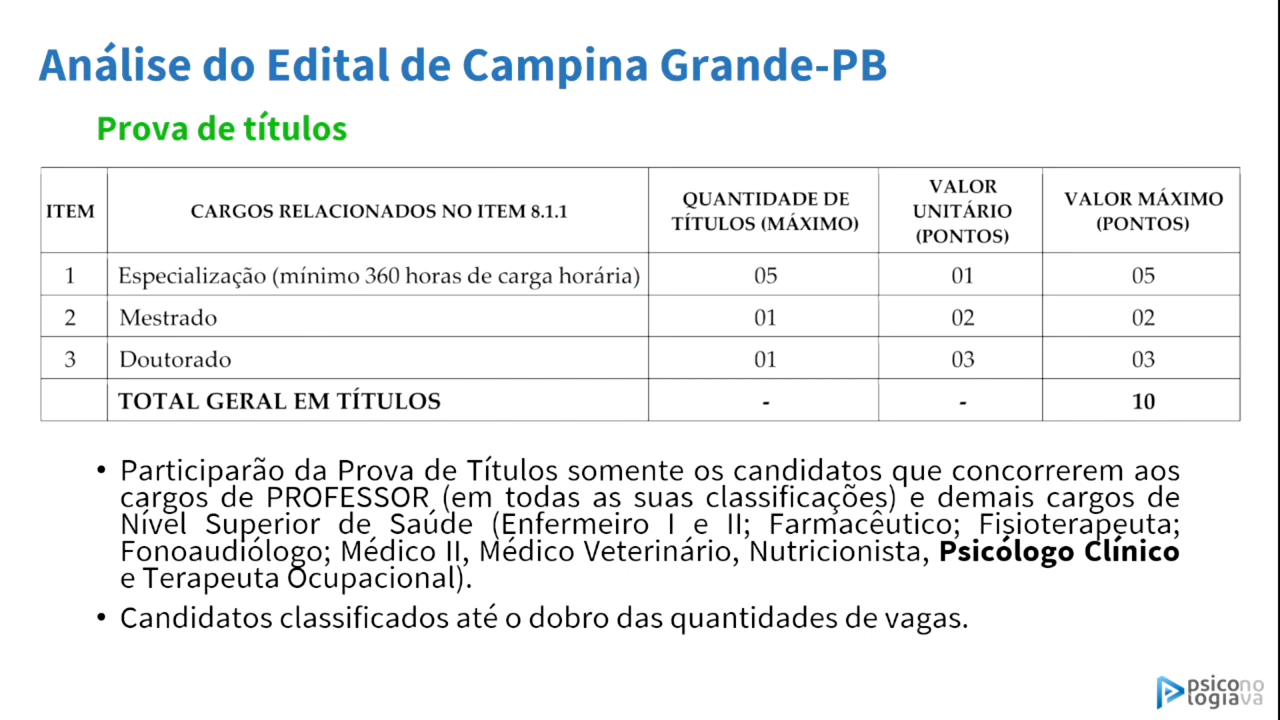 Análise do Edital de Campina Grande-PB
Prova de títulos
ITEM CARGOS RELACIONADOS NO ITEM 8.1.1 QUANTIDADE DE TÍTULOS (MÁXIMO) VALOR UNITÁRIO (PONTOS) VALOR MÁXIMO (PONTOS)
1 Especialização (mínimo 360 horas de carga horária) 05 01 05
2 Mestrado 01 02 02
3 Doutorado 01 03 03
TOTAL GERAL EM TÍTULOS - - 10
• Participarão da Prova de Títulos somente os candidatos que concorrerem aos
cargos de PROFESSOR (em todas as suas classificações) e demais cargos de
Nível Superior de Saúde (Enfermeiro I e II; Farmacêutico; Fisioterapeuta;
Fonoaudiólogo; Médico II, Médico Veterinário, Nutricionista, Psicólogo Clínico
e Terapeuta Ocupacional).
• Candidatos classificados até o dobro das quantidades de vagas.
psicono
logiava